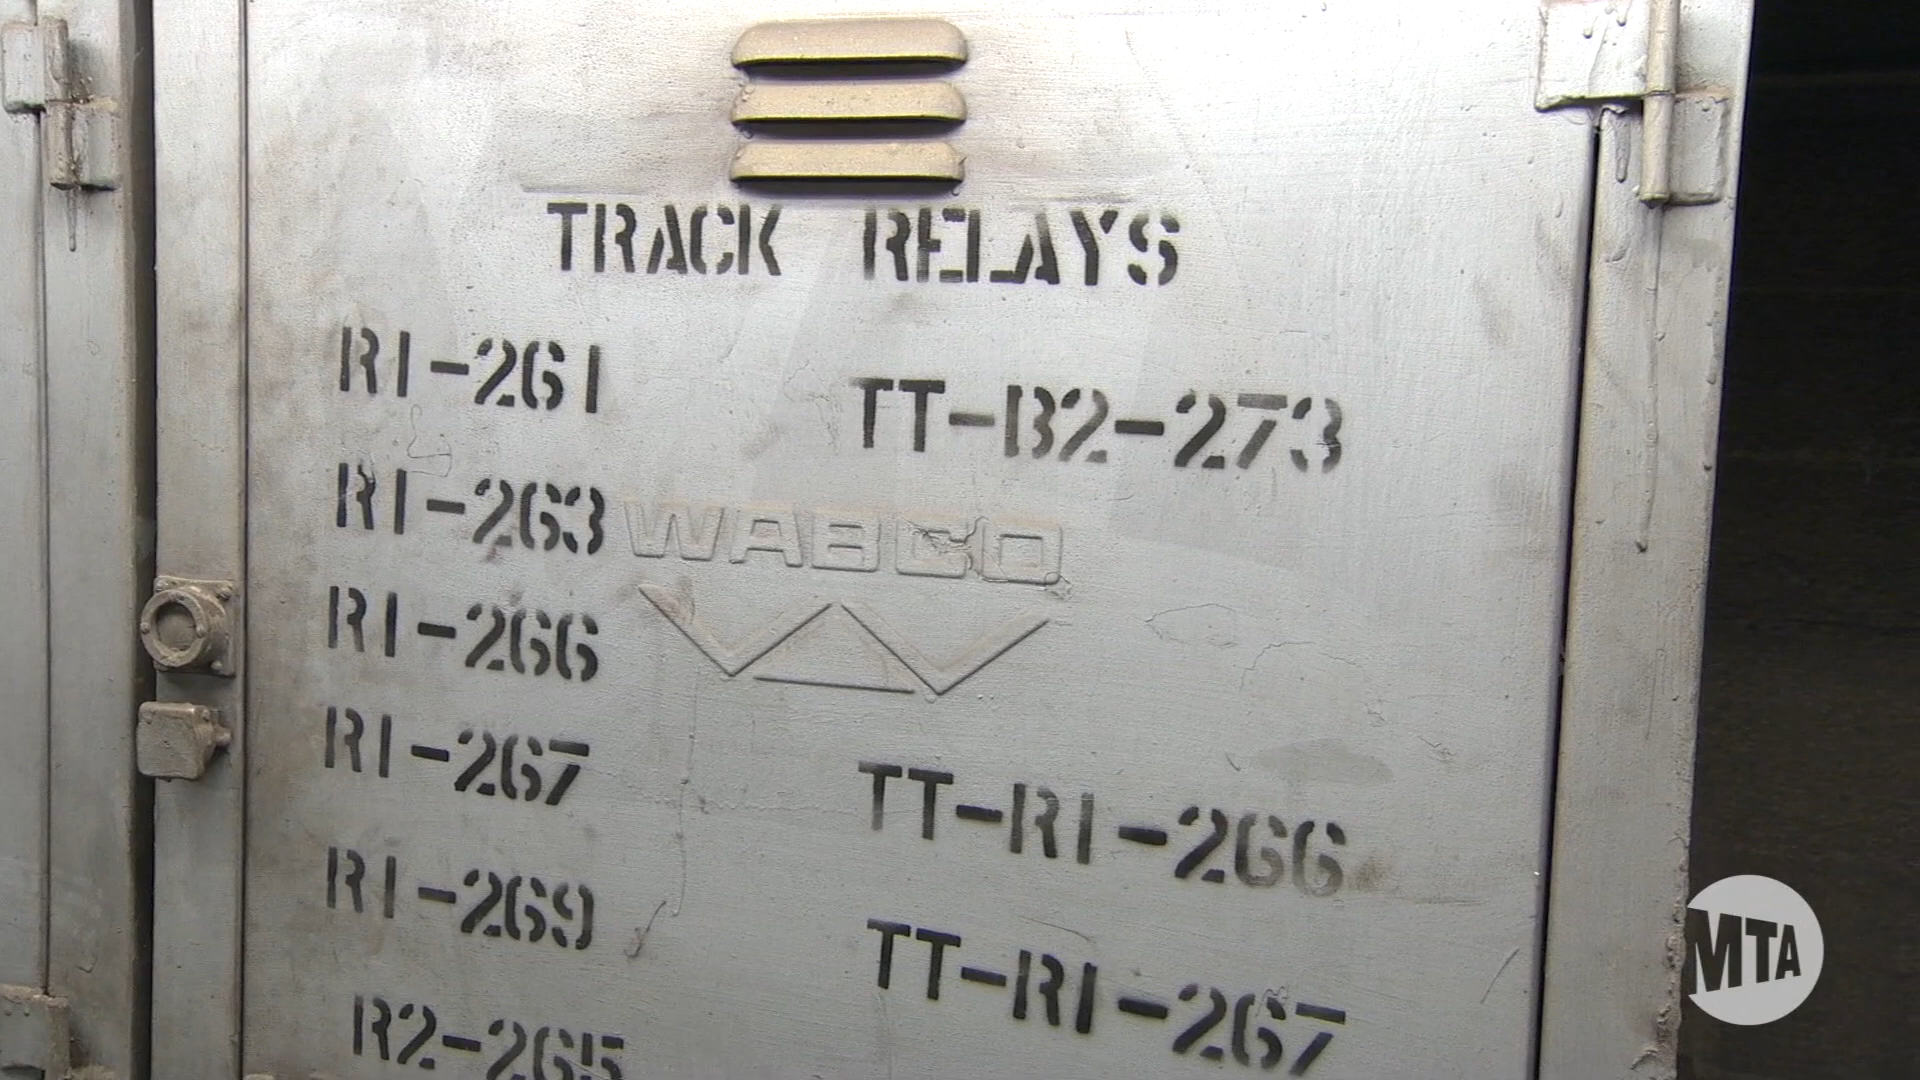 TRACK RELAYS
R1-261
TT-B2-273
R1-263
WABCO
R1-266
R1-267
TT-R1-266
R1-269
TT-R1-267
R2-265
MTA